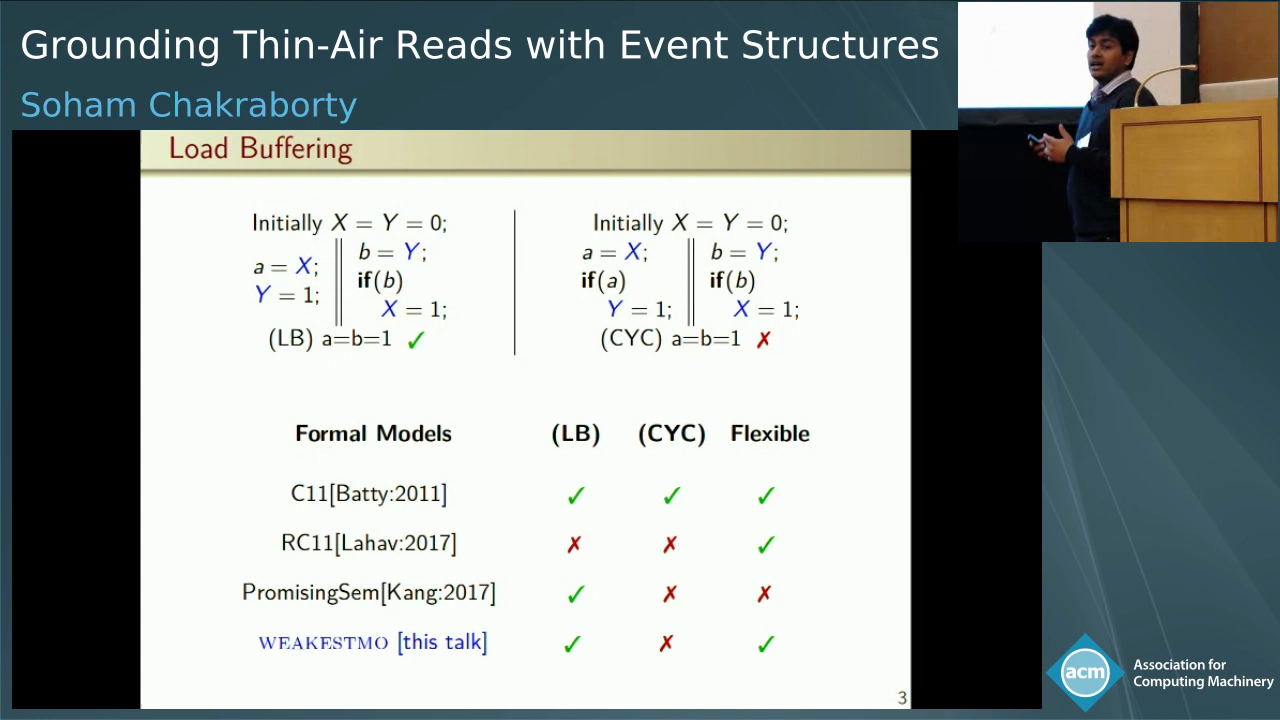 Grounding Thin-Air Reads with Event Structures
Soham Chakraborty
Load Buffering
Initially X = Y = 0;
a = X;
Y = 1;
b = Y;
if(b)
X = 1;
(LB) a=b=1 ✓
Initially X = Y = 0;
a = X;
if(a)
Y = 1;
b = Y;
if(b)
X = 1;
(CYC) a=b=1 ✗
Formal Models (LB) (CYC) Flexible
C11[Batty:2011] ✓ ✓ ✓
RC11[Lahav:2017] ✗ ✗ ✓
PromisingSem[Kang:2017] ✓ ✗ ✗
WEAKESTMO [this talk] ✓ ✗ ✓
3
acm
Association for
Computing Machinery